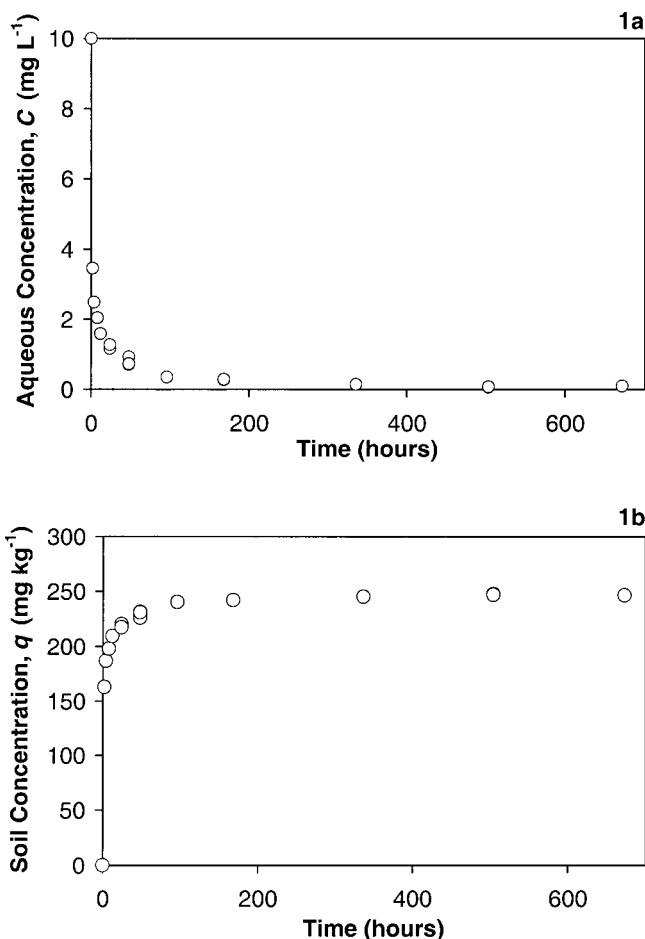 1a
Aqueous Concentration, C (mg L⁻¹)
10
8
6
4
2
0
0 200 400 600
Time (hours)
1b
Soil Concentration, q (mg kg⁻¹)
300
250
200
150
100
50
0
0 200 400 600
Time (hours)